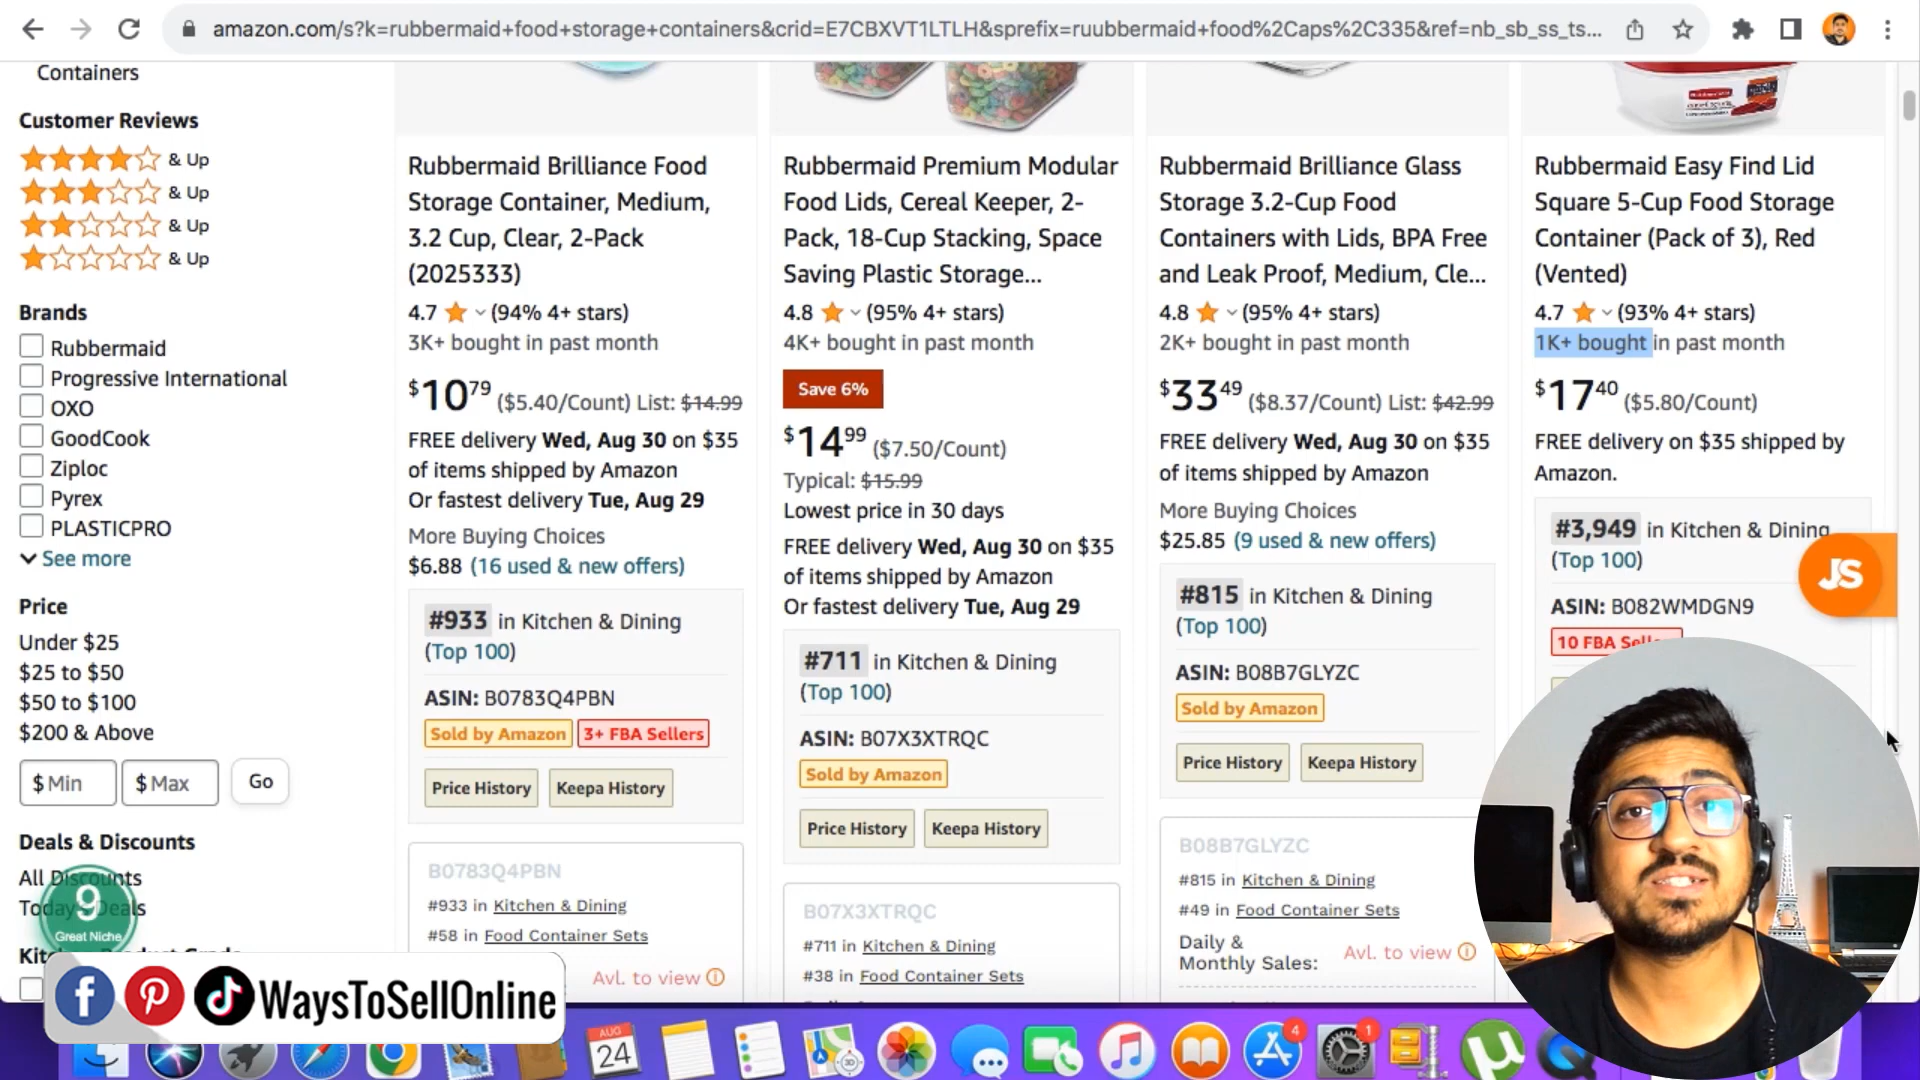 amazon.com/s?k=rubbermaid+food+storage+containers&crid=E7CBXVT1LTLH&sprefix=ruubbermaid+food%2Caps%2C335&ref=nb_sb_ss_ts...
Containers
Customer Reviews
& Up
& Up
& Up
& Up
Brands
Rubbermaid
Progressive International
OXO
GoodCook
Ziploc
Pyrex
PLASTICPRO
See more
Price
Under $25
$25 to $50
$50 to $100
$200 & Above
$ Min
$ Max
Go
Deals & Discounts
All Discounts
Today's Deals
9
Great Niche
Rubbermaid Brilliance Food
Storage Container, Medium,
3.2 Cup, Clear, 2-Pack
(2025333)
4.7 (94% 4+ stars)
3K+ bought in past month
$1079 ($5.40/Count) List: $14.99
FREE delivery Wed, Aug 30 on $35
of items shipped by Amazon
Or fastest delivery Tue, Aug 29
More Buying Choices
$6.88 (16 used & new offers)
#933 in Kitchen & Dining
(Top 100)
ASIN: B0783Q4PBN
Sold by Amazon 3+ FBA Sellers
Price History Keepa History
B0783Q4PBN
#933 in Kitchen & Dining
#58 in Food Container Sets
Avl. to view
Rubbermaid Premium Modular
Food Lids, Cereal Keeper, 2-
Pack, 18-Cup Stacking, Space
Saving Plastic Storage...
4.8 (95% 4+ stars)
4K+ bought in past month
Save 6%
$1499 ($7.50/Count)
Typical: $15.99
Lowest price in 30 days
FREE delivery Wed, Aug 30 on $35
of items shipped by Amazon
Or fastest delivery Tue, Aug 29
#711 in Kitchen & Dining
(Top 100)
ASIN: B07X3XTRQC
Sold by Amazon
Price History Keepa History
B07X3XTRQC
#711 in Kitchen & Dining
#38 in Food Container Sets
Rubbermaid Brilliance Glass
Storage 3.2-Cup Food
Containers with Lids, BPA Free
and Leak Proof, Medium, Cle...
4.8 (95% 4+ stars)
2K+ bought in past month
$3349 ($8.37/Count) List: $42.99
FREE delivery Wed, Aug 30 on $35
of items shipped by Amazon
More Buying Choices
$25.85 (9 used & new offers)
#815 in Kitchen & Dining
(Top 100)
ASIN: B08B7GLYZC
Sold by Amazon
Price History Keepa History
B08B7GLYZC
#815 in Kitchen & Dining
#49 in Food Container Sets
Daily &
Monthly Sales: Avl. to view
Rubbermaid
Rubbermaid Easy Find Lid
Square 5-Cup Food Storage
Container (Pack of 3), Red
(Vented)
4.7 (93% 4+ stars)
1K+ bought in past month
$1740 ($5.80/Count)
FREE delivery on $35 shipped by
Amazon.
#3,949 in Kitchen & Dining
(Top 100)
ASIN: B082WMDGN9
10 FBA
JS
WaysToSellOnline
AUG
24
4
1